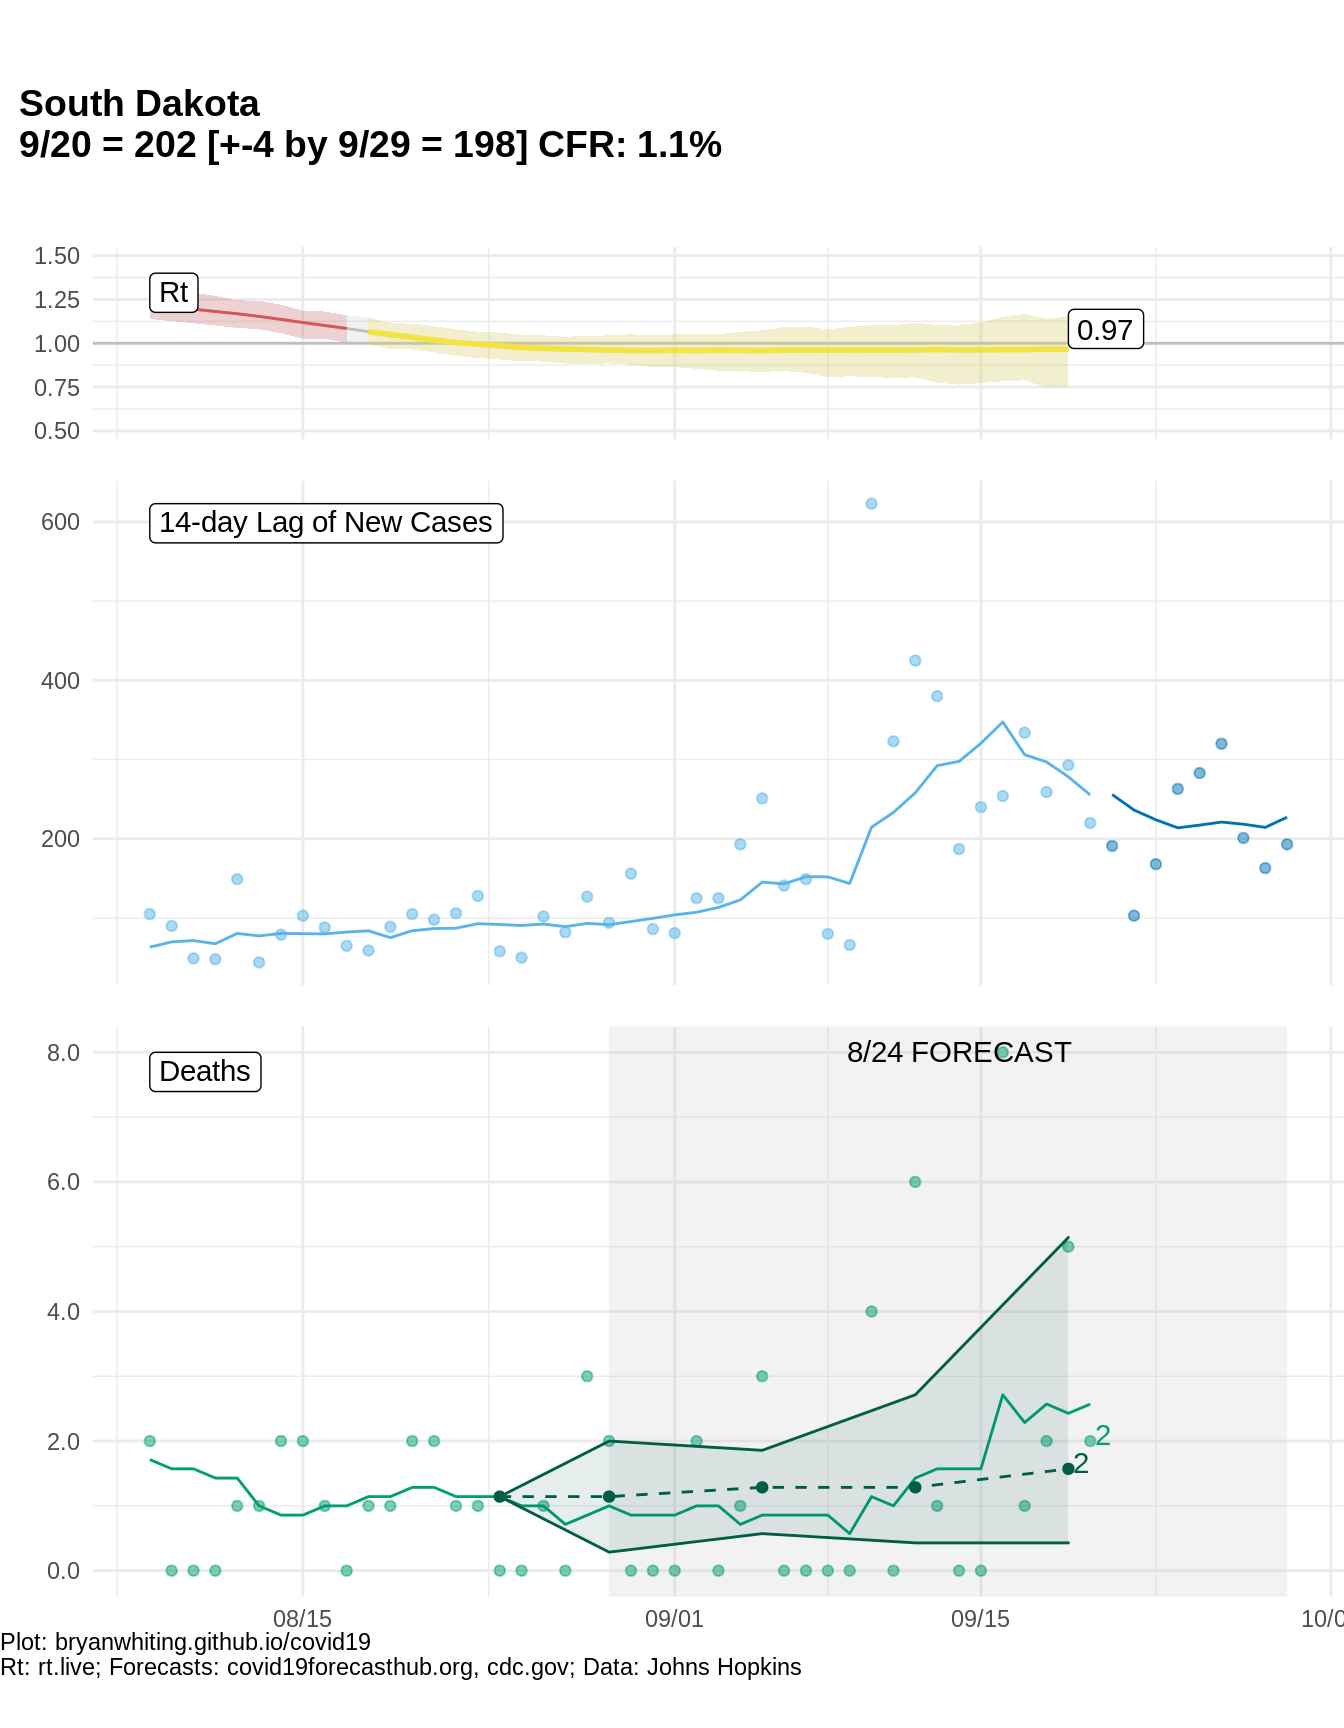 South Dakota
9/20 = 202 [+-4 by 9/29 = 198] CFR: 1.1%
1.50
1.25
1.00
0.75
0.50
Rt
0.97
600
400
200
14-day Lag of New Cases
8.0
6.0
4.0
2.0
0.0
Deaths
8/24 FORECAST
2
2
08/15
09/01
09/15
10/0
Plot: bryanwhiting.github.io/covid19
Rt: rt.live; Forecasts: covid19forecasthub.org, cdc.gov; Data: Johns Hopkins